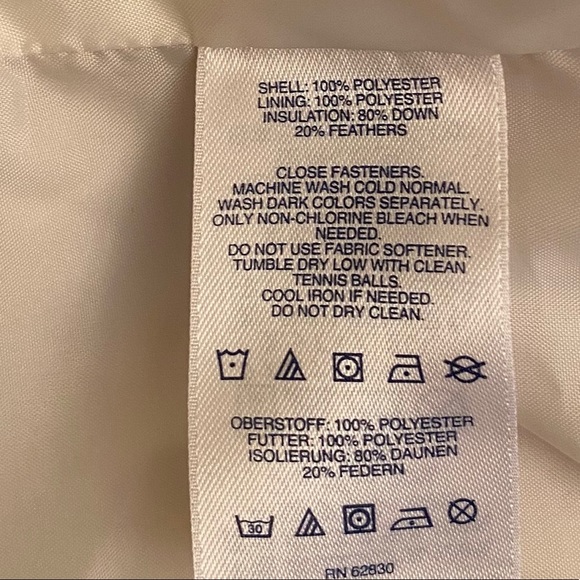 SHELL: 100% POLYESTER
LINING: 100% POLYESTER
INSULATION: 80% DOWN
20% FEATHERS
CLOSE FASTENERS.
MACHINE WASH COLD NORMAL.
WASH DARK COLORS SEPARATELY.
ONLY NON-CHLORINE BLEACH WHEN
NEEDED.
DO NOT USE FABRIC SOFTENER.
TUMBLE DRY LOW WITH CLEAN
TENNIS BALLS.
COOL IRON IF NEEDED.
DO NOT DRY CLEAN.
OBERSTOFF: 100% POLYESTER
FUTTER: 100% POLYESTER
ISOLIERUNG: 80% DAUNEN
20% FEDERN
30
RN 62830